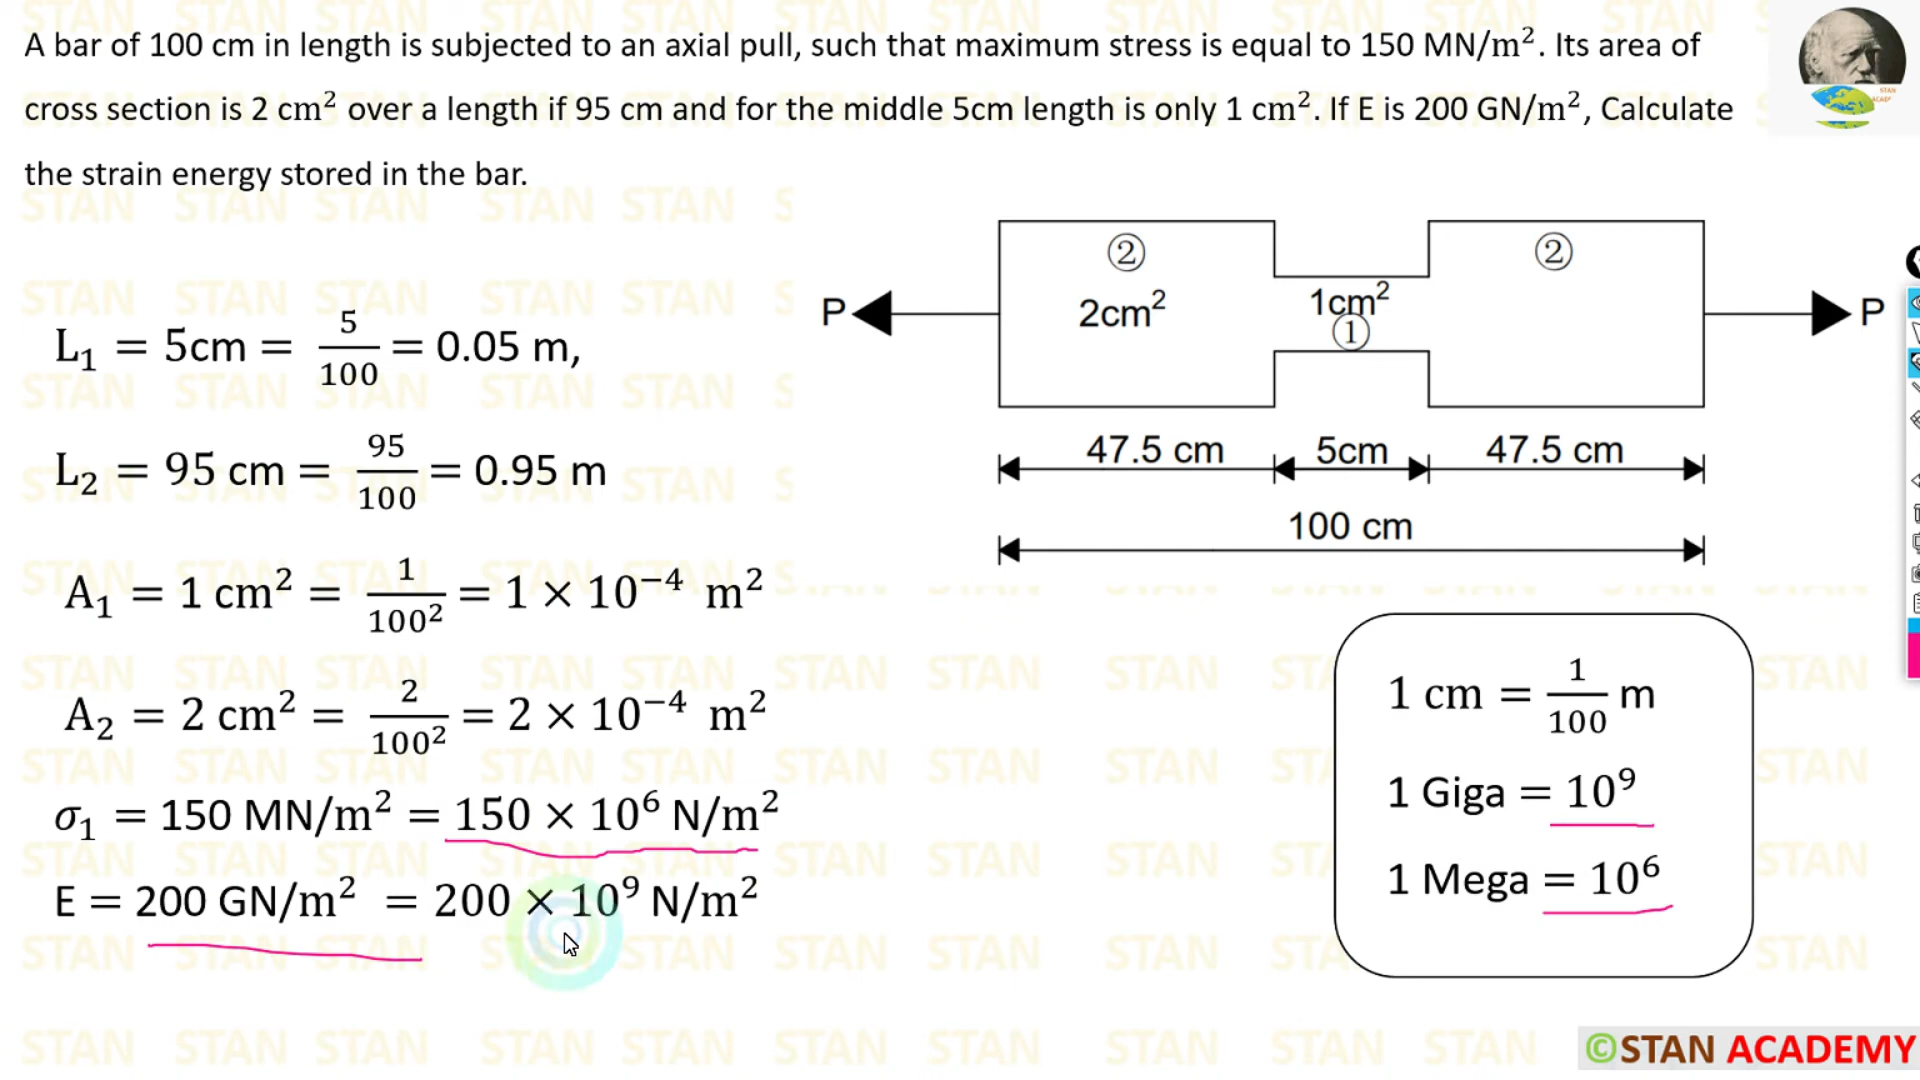 A bar of 100 cm in length is subjected to an axial pull, such that maximum stress is equal to 150 MN/m². Its area of
cross section is 2 cm² over a length if 95 cm and for the middle 5cm length is only 1 cm². If E is 200 GN/m², Calculate
the strain energy stored in the bar.
L₁ = 5cm = 5/100 = 0.05 m,
L₂ = 95 cm = 95/100 = 0.95 m
A₁ = 1 cm² = 1/100² = 1 × 10⁻⁴ m²
A₂ = 2 cm² = 2/100² = 2 × 10⁻⁴ m²
σ₁ = 150 MN/m² = 150 × 10⁶ N/m²
E = 200 GN/m² = 200 × 10⁹ N/m²
② ②
P 2cm² 1cm² P
①
47.5 cm 5cm 47.5 cm
100 cm
1 cm = 1/100 m
1 Giga = 10⁹
1 Mega = 10⁶
©STAN ACADEMY